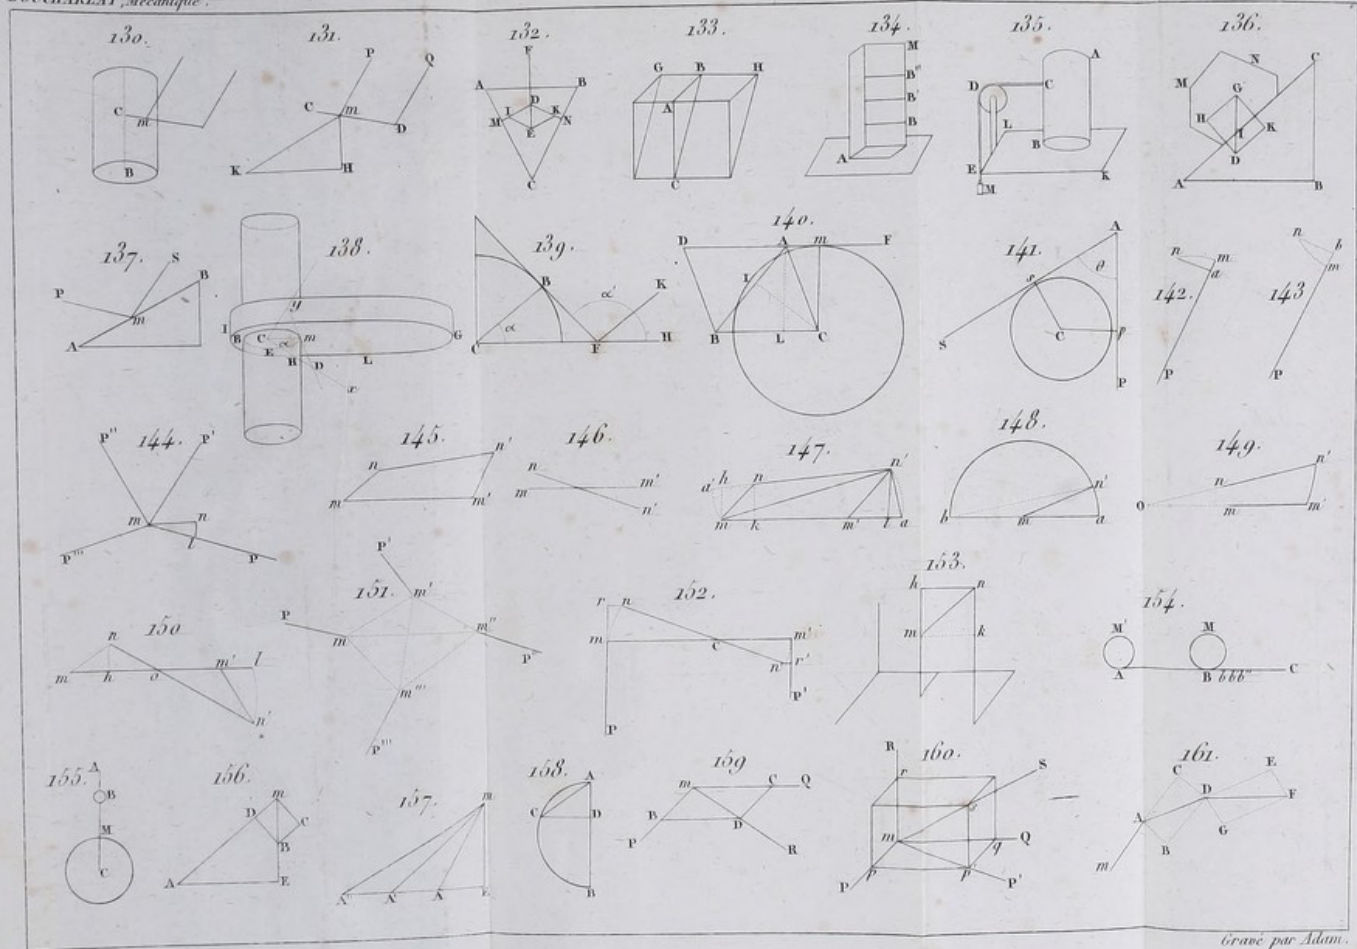 BOUCHARLAT, Mécanique.
130.
C
m
B
131.
P
Q
C
m
D
K
H
132.
F
A
B
D
I
K
M
N
E
C
133.
G
B
H
A
C
134.
M
B''
B'
B
A
135.
A
D
C
L
B
E
K
M
136.
N
C
M
G
H
K
I
D
A
B
137.
S
B
P
m
A
138.
y
I
B
C
m
G
E
α
H
D
L
x
139.
B
α'
K
α
C
F
H
140.
D
A
m
F
I
B
L
C
141.
A
θ
s
C
p
S
P
142.
n
m
a
P
143
n
b
m
P
144.
P''
P'
m
n
l
P'''
P
145.
n
n'
m
m'
146.
n
m
m'
n'
147.
a'
h
n
n'
m
k
m'
l
a
148.
n'
b
m
a
149.
n'
n
o
m
m'
150
n
m
h
o
m'
l
n'
151.
P'
m'
P
m
m''
P''
m'''
P'''
152.
r
n
m
C
m'
n'
r'
P'
P
153.
h
n
m
k
154.
M'
M
A
B
b
b'
b''
C
155.
A
B
M
C
156.
m
D
C
B
A
E
157.
m
A''
A'
A
E
158.
A
C
D
B
159
m
C
Q
B
D
P
R
160.
R
r
S
m
q
Q
P
p
p'
P'
161.
C
E
D
F
A
B
G
m
Gravé par Adam.